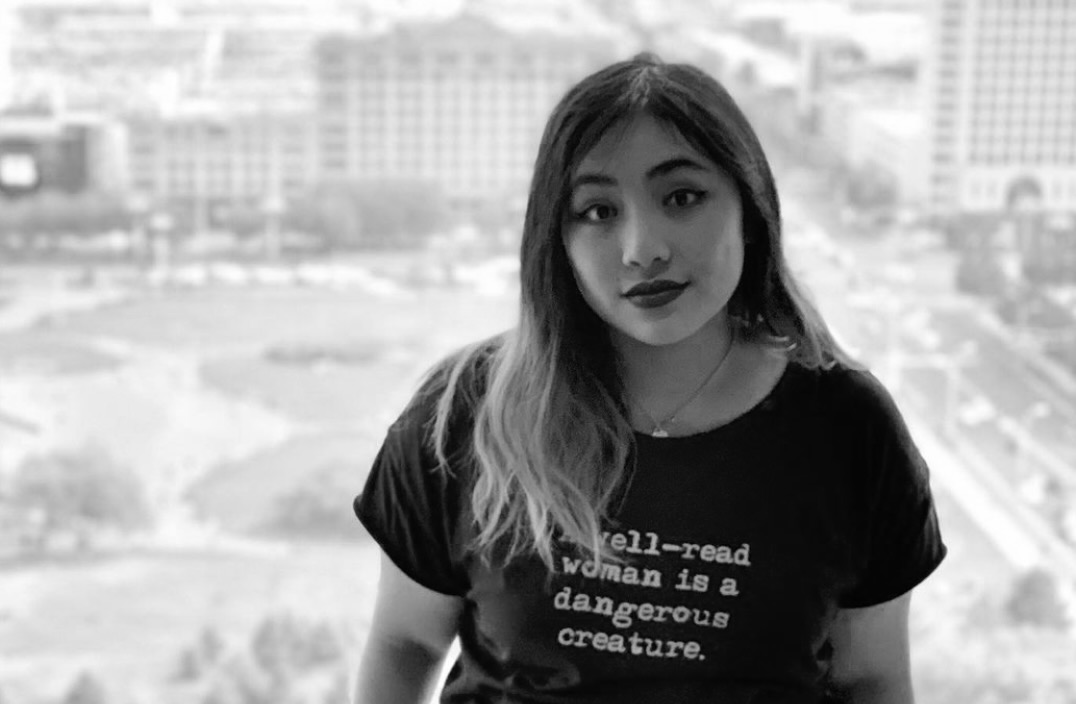 well-read
woman is a
dangerous
creature.